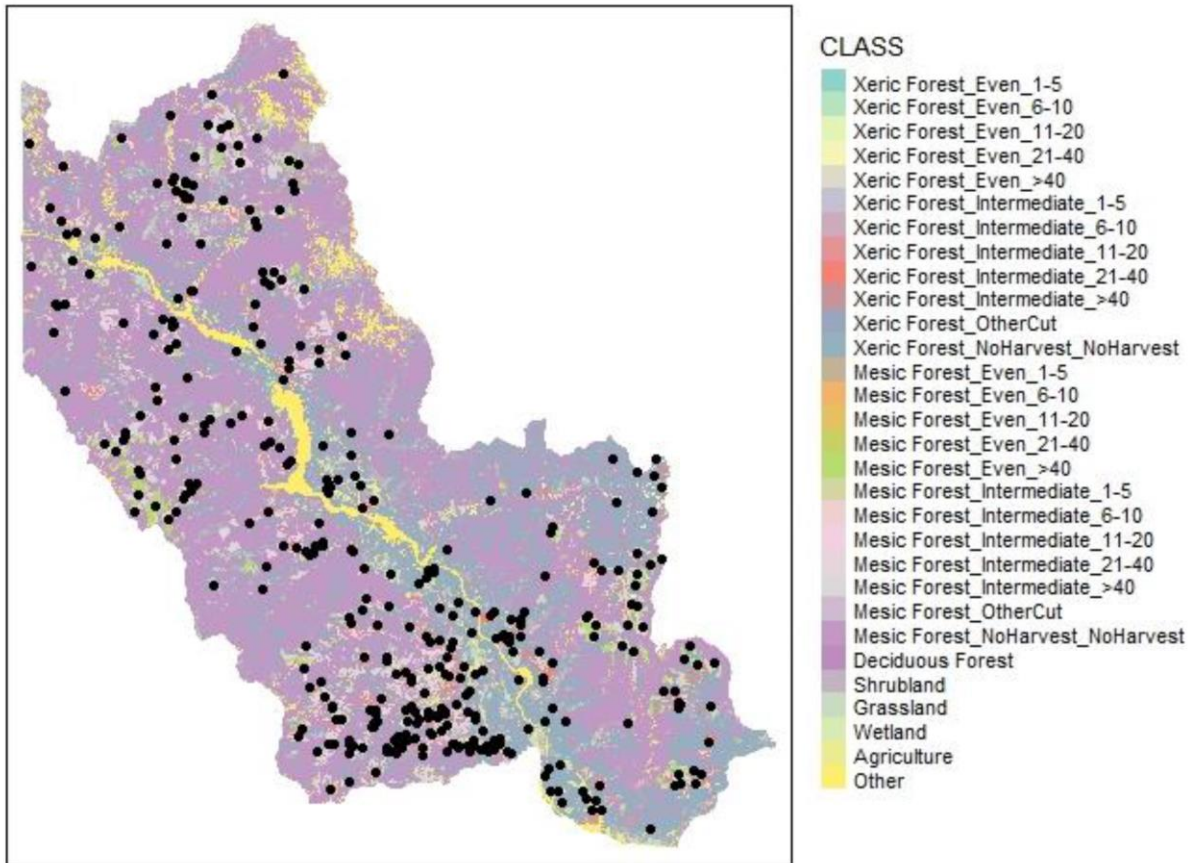 CLASS
Xeric Forest_Even_1-5
Xeric Forest_Even_6-10
Xeric Forest_Even_11-20
Xeric Forest_Even_21-40
Xeric Forest_Even_>40
Xeric Forest_Intermediate_1-5
Xeric Forest_Intermediate_6-10
Xeric Forest_Intermediate_11-20
Xeric Forest_Intermediate_21-40
Xeric Forest_Intermediate_>40
Xeric Forest_OtherCut
Xeric Forest_NoHarvest_NoHarvest
Mesic Forest_Even_1-5
Mesic Forest_Even_6-10
Mesic Forest_Even_11-20
Mesic Forest_Even_21-40
Mesic Forest_Even_>40
Mesic Forest_Intermediate_1-5
Mesic Forest_Intermediate_6-10
Mesic Forest_Intermediate_11-20
Mesic Forest_Intermediate_21-40
Mesic Forest_Intermediate_>40
Mesic Forest_OtherCut
Mesic Forest_NoHarvest_NoHarvest
Deciduous Forest
Shrubland
Grassland
Wetland
Agriculture
Other